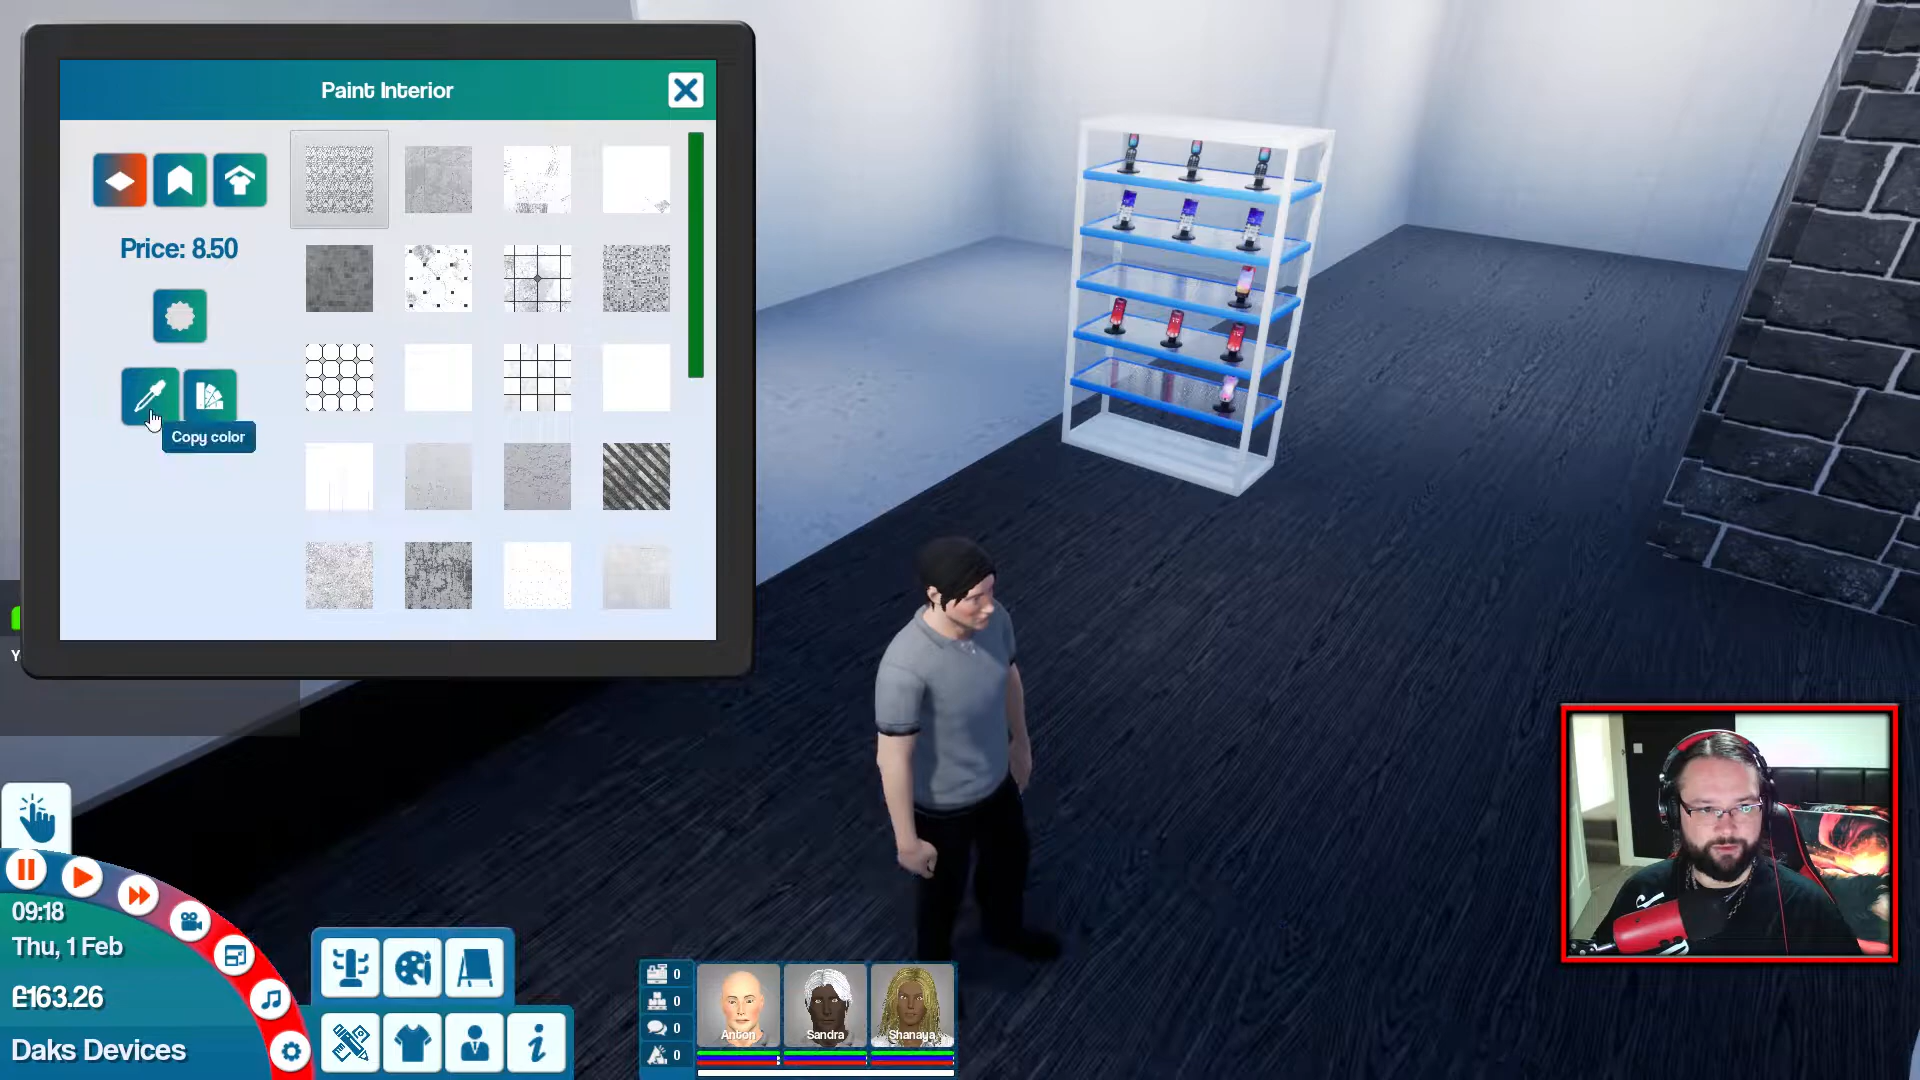 Paint Interior
Price: 8.50
Copy color
Y
09:18
Thu, 1 Feb
£163.26
Daks Devices
0
0
0
0
Anton
Sandra
Shanaya